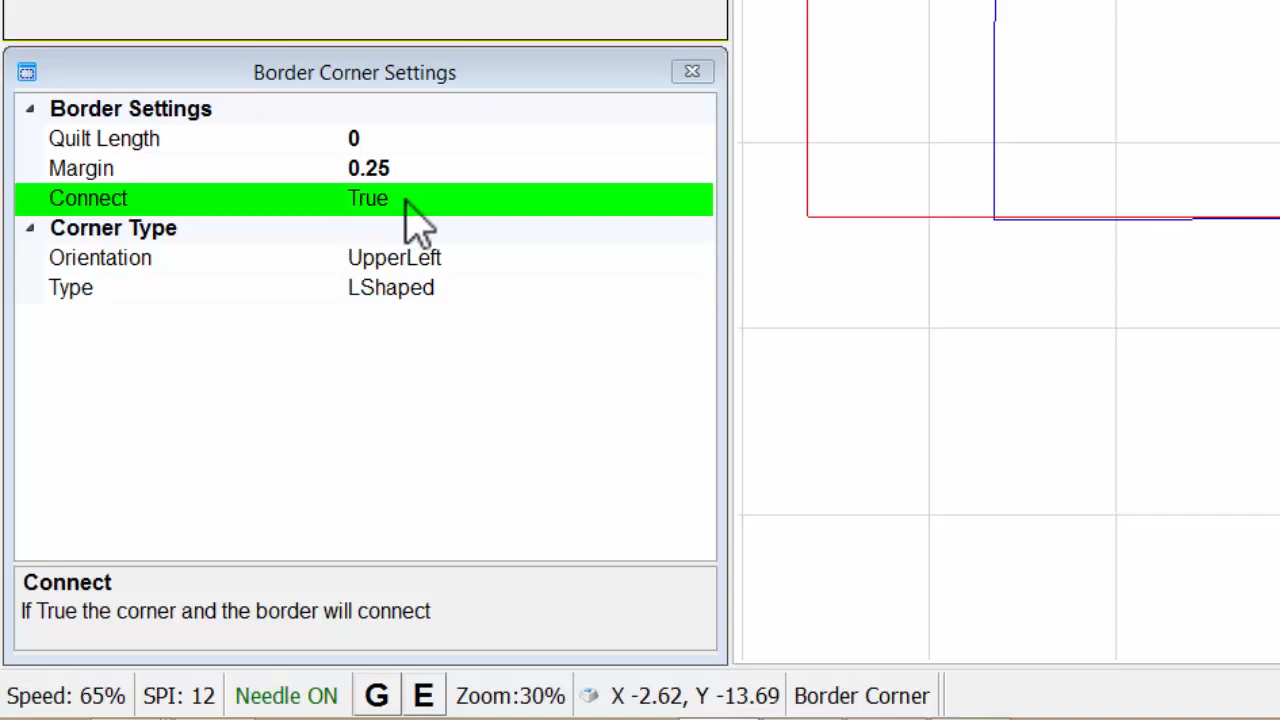 Border Corner Settings
Border Settings
Quilt Length 0
Margin 0.25
Connect True
Corner Type
Orientation UpperLeft
Type LShaped
Connect
If True the corner and the border will connect
Speed: 65% SPI: 12 Needle ON G E Zoom:30% X -2.62, Y -13.69 Border Corner